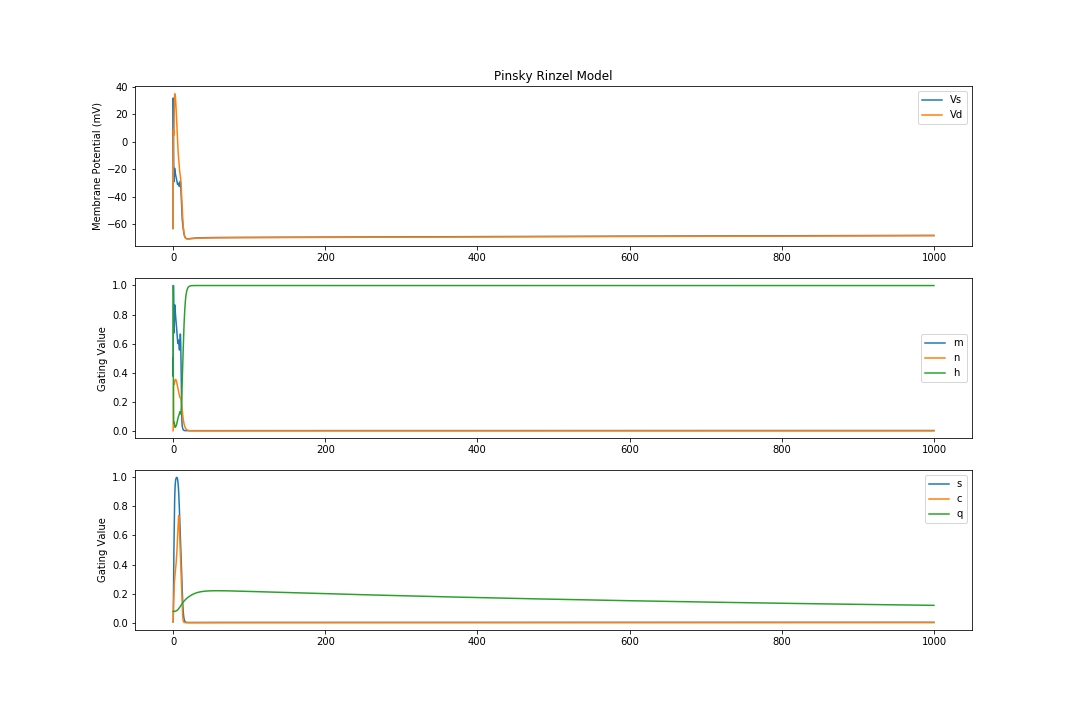 Pinsky Rinzel Model
Membrane Potential (mV)
40
20
0
−20
−40
−60
Vs
Vd
0 200 400 600 800 1000
Gating Value
1.0
0.8
0.6
0.4
0.2
0.0
m
n
h
0 200 400 600 800 1000
Gating Value
1.0
0.8
0.6
0.4
0.2
0.0
s
c
q
0 200 400 600 800 1000